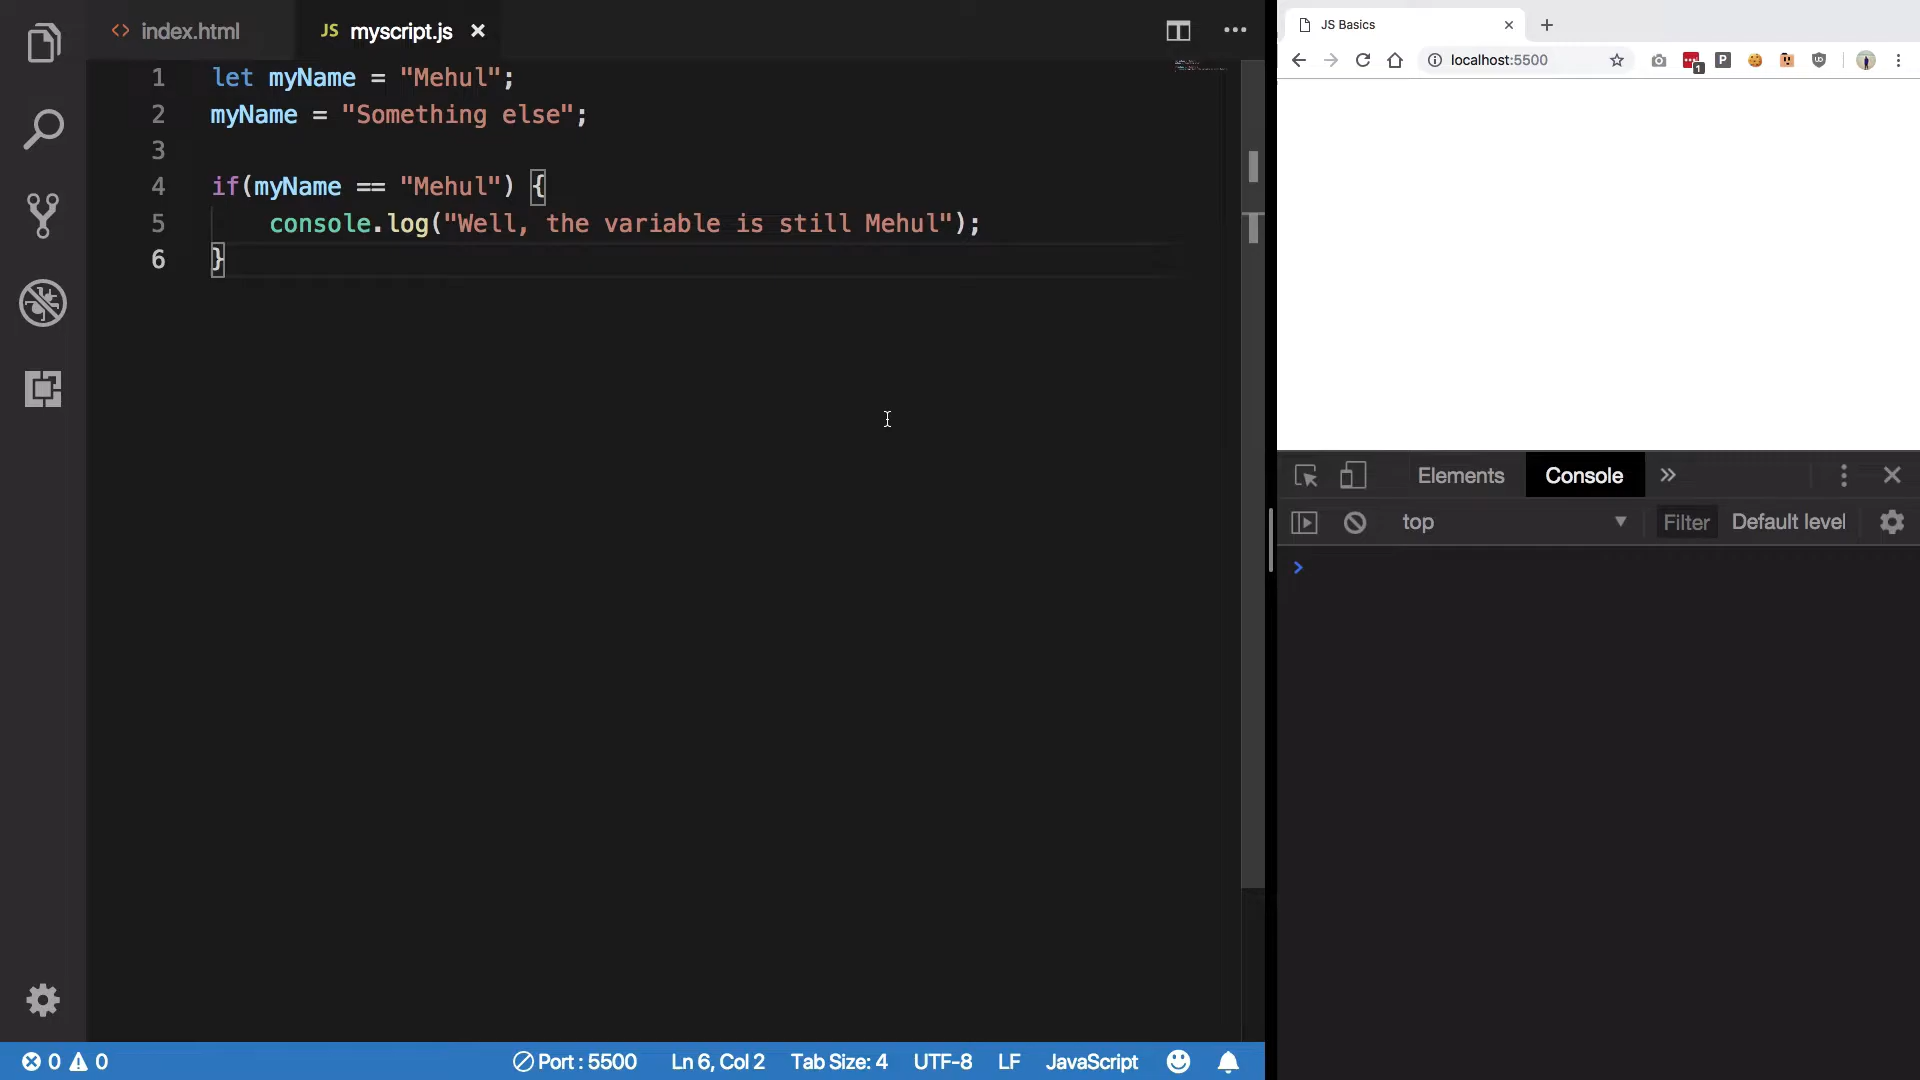 index.html
JS myscript.js
1 let myName = "Mehul";
2 myName = "Something else";
3
4 if(myName == "Mehul") {
5 console.log("Well, the variable is still Mehul");
6 }
0 0 Port : 5500 Ln 6, Col 2 Tab Size: 4 UTF-8 LF JavaScript
JS Basics
localhost:5500
1 P
Elements Console
top Filter Default level